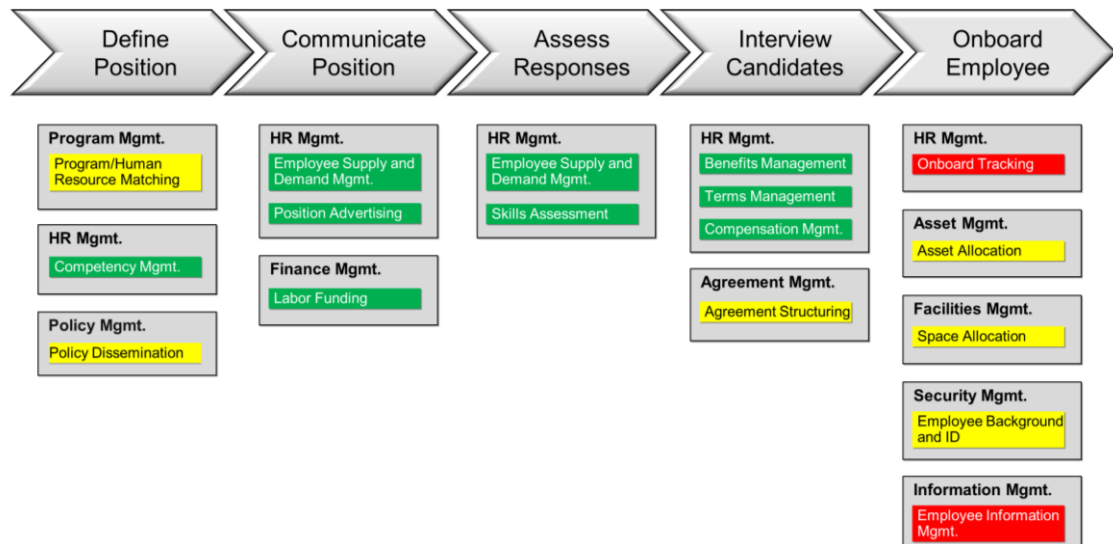 Define
Position
Communicate
Position
Assess
Responses
Interview
Candidates
Onboard
Employee
Program Mgmt.
Program/Human
Resource Matching
HR Mgmt.
Competency Mgmt.
Policy Mgmt.
Policy Dissemination
HR Mgmt.
Employee Supply and
Demand Mgmt.
Position Advertising
Finance Mgmt.
Labor Funding
HR Mgmt.
Employee Supply and
Demand Mgmt.
Skills Assessment
HR Mgmt.
Benefits Management
Terms Management
Compensation Mgmt.
Agreement Mgmt.
Agreement Structuring
HR Mgmt.
Onboard Tracking
Asset Mgmt.
Asset Allocation
Facilities Mgmt.
Space Allocation
Security Mgmt.
Employee Background
and ID
Information Mgmt.
Employee Information
Mgmt.